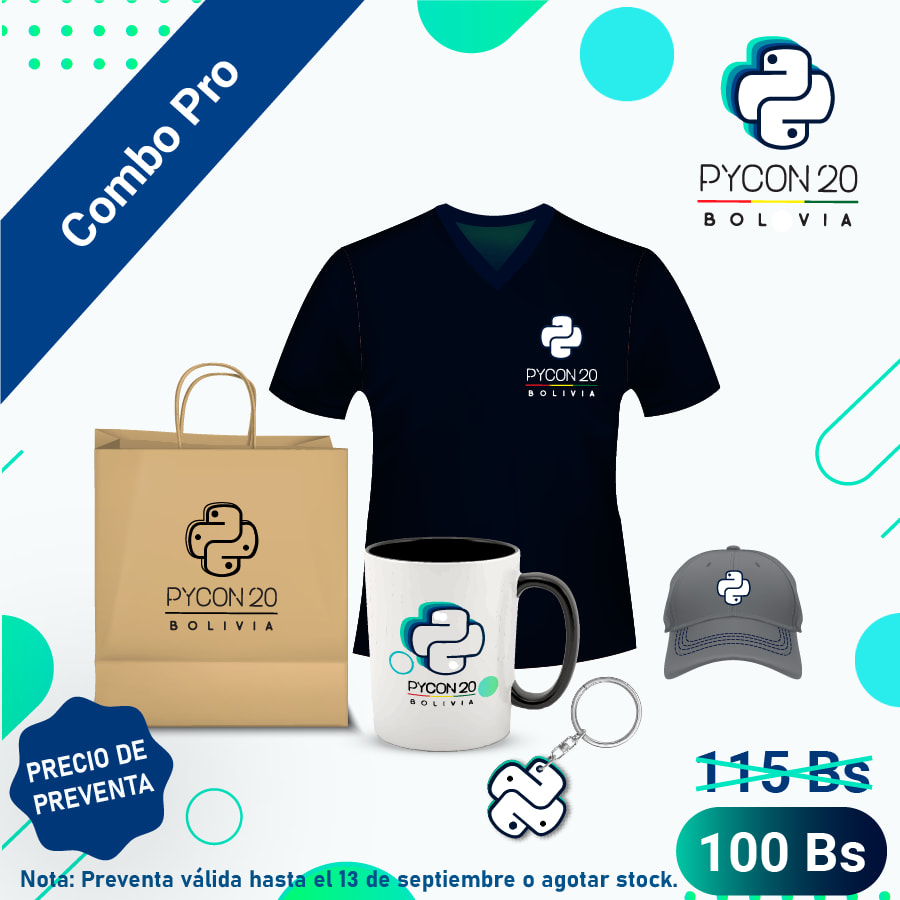 Combo Pro
PYCON 20
BOLIVIA
PYCON 20
BOLIVIA
PYCON 20
BOLIVIA
PYCON 20
BOLIVIA
PRECIO DE
PREVENTA
115 Bs
100 Bs
Nota: Preventa válida hasta el 13 de septiembre o agotar stock.